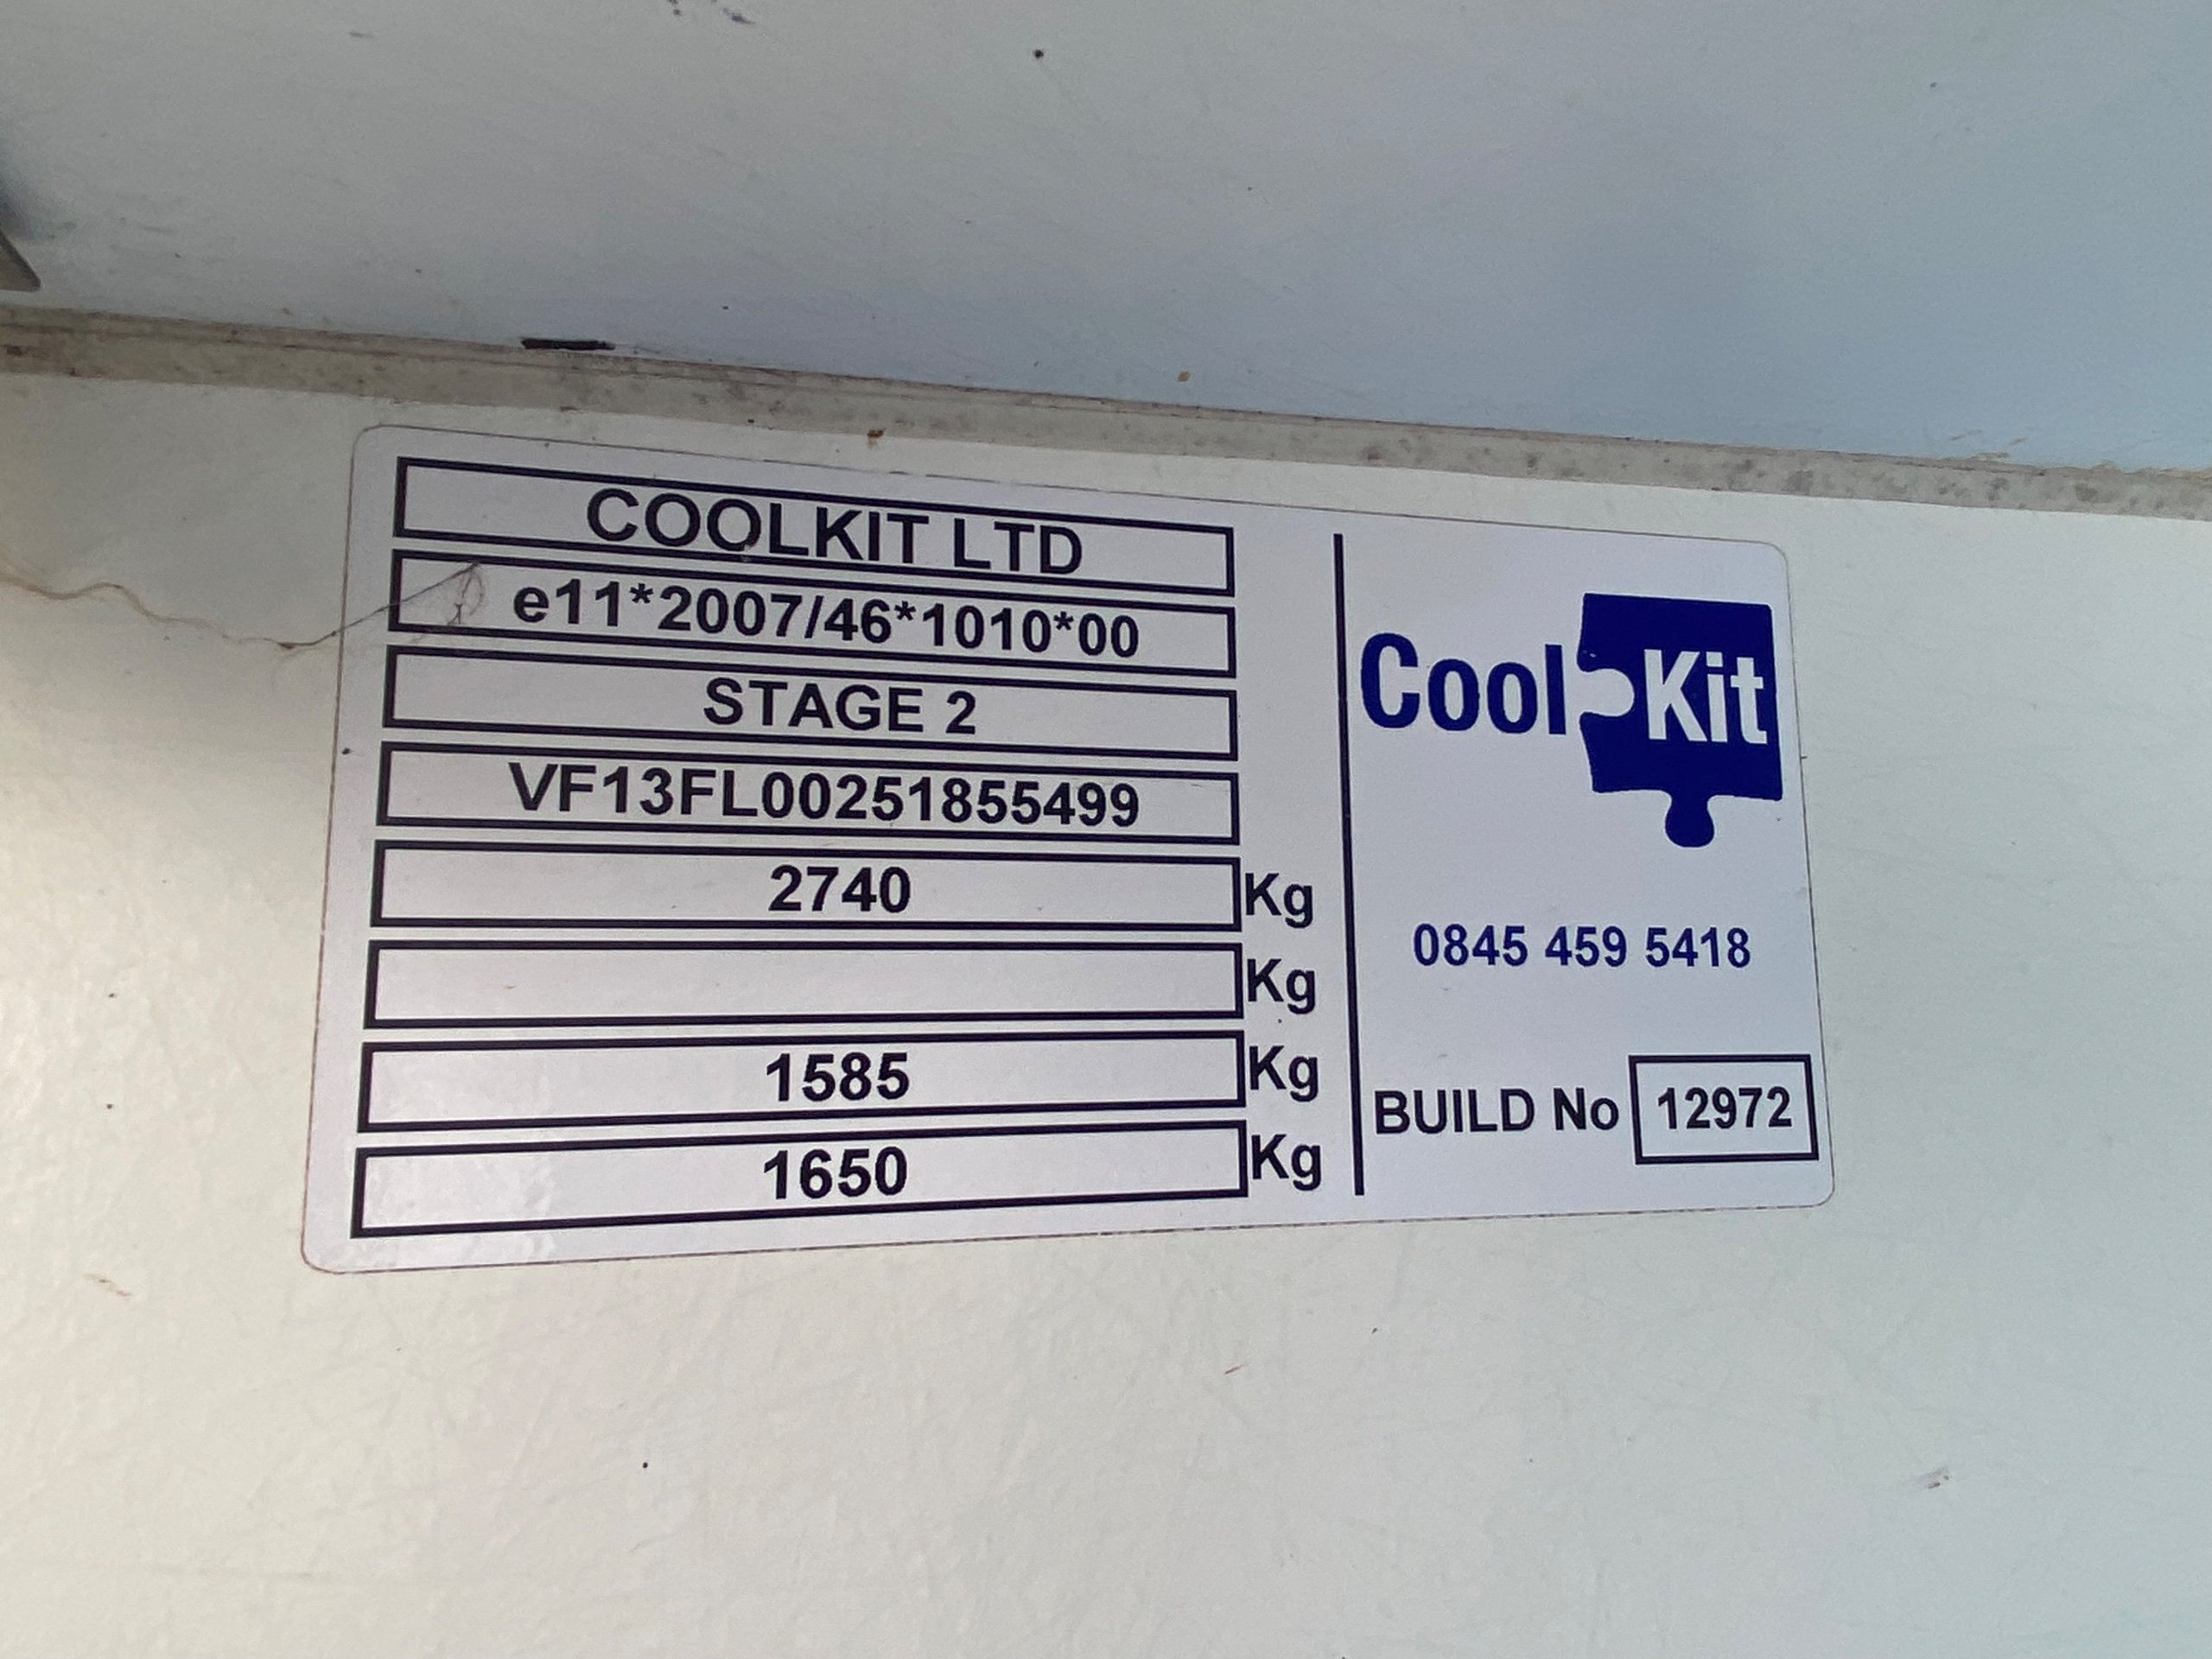 COOLKIT LTD
e11*2007/46*1010*00
STAGE 2
VF13FL00251855499
2740 Kg
Kg
1585 Kg
1650 Kg
Cool Kit
0845 459 5418
BUILD No 12972